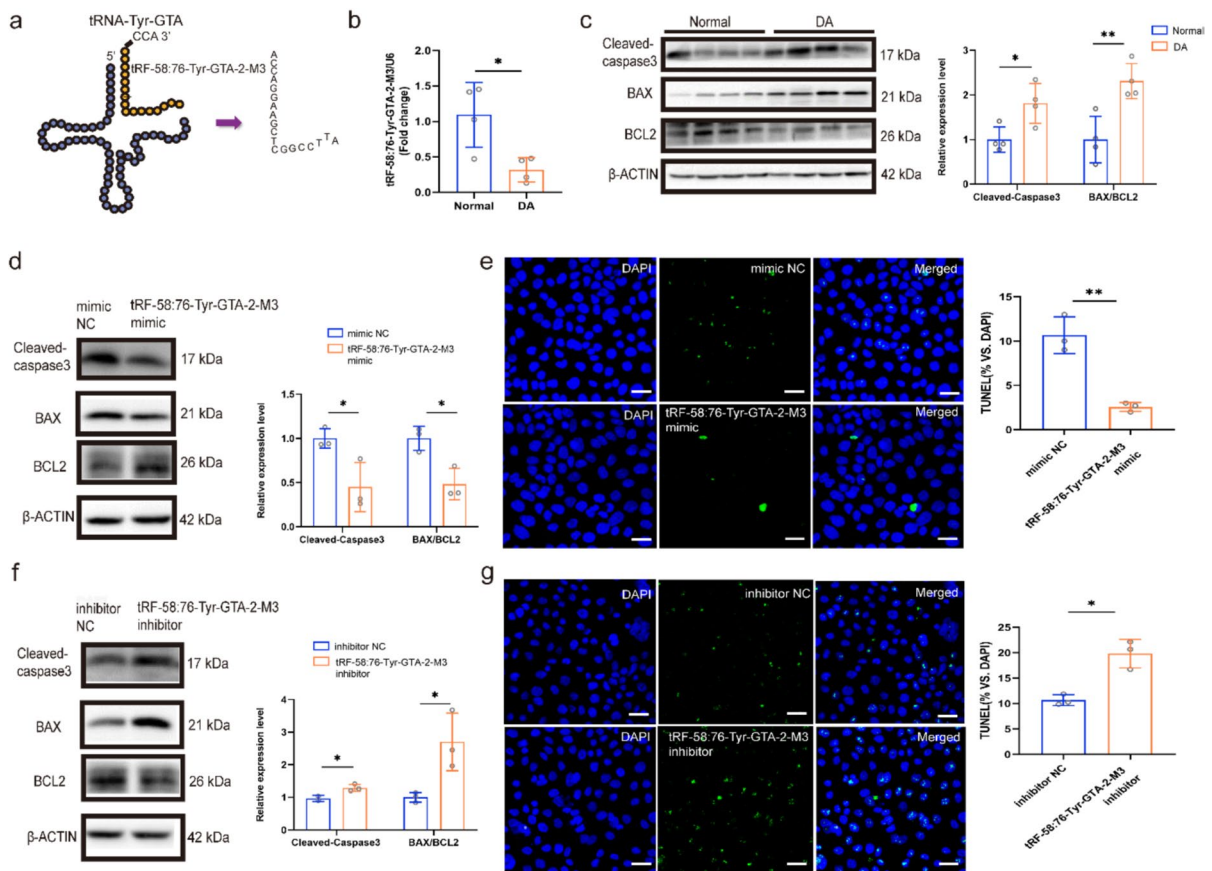 a
tRNA-Tyr-GTA
CCA 3'
5'
tRF-58:76-Tyr-GTA-2-M3
ACCAGGAAGCTCGGCCTTTA
b
tRF-58:76-Tyr-GTA-2-M3/U6
(Fold change)
2.0
1.5
1.0
0.5
0.0
*
Normal
DA
c
Normal
DA
Cleaved-
caspase3
17 kDa
BAX
21 kDa
BCL2
26 kDa
β-ACTIN
42 kDa
Normal
DA
Relative expression level
3
2
1
0
*
**
Cleaved-Caspase3
BAX/BCL2
d
mimic
NC
tRF-58:76-Tyr-GTA-2-M3
mimic
Cleaved-
caspase3
17 kDa
BAX
21 kDa
BCL2
26 kDa
β-ACTIN
42 kDa
mimic NC
tRF-58:76-Tyr-GTA-2-M3
mimic
Relative expression level
1.5
1.0
0.5
0.0
*
*
Cleaved-Caspase3
BAX/BCL2
e
DAPI
mimic NC
Merged
DAPI
tRF-58:76-Tyr-GTA-2-M3
mimic
Merged
TUNEL(% VS. DAPI)
15
10
5
0
**
mimic NC
tRF-58:76-Tyr-GTA-2-M3
mimic
f
inhibitor
NC
tRF-58:76-Tyr-GTA-2-M3
inhibitor
Cleaved-
caspase3
17 kDa
BAX
21 kDa
BCL2
26 kDa
β-ACTIN
42 kDa
inhibitor NC
tRF-58:76-Tyr-GTA-2-M3
inhibitor
Relative expression level
4
3
2
1
0
*
*
Cleaved-Caspase3
BAX/BCL2
g
DAPI
inhibitor NC
Merged
DAPI
tRF-58:76-Tyr-GTA-2-M3
inhibitor
Merged
TUNEL(% VS. DAPI)
25
20
15
10
5
0
*
inhibitor NC
tRF-58:76-Tyr-GTA-2-M3
inhibitor